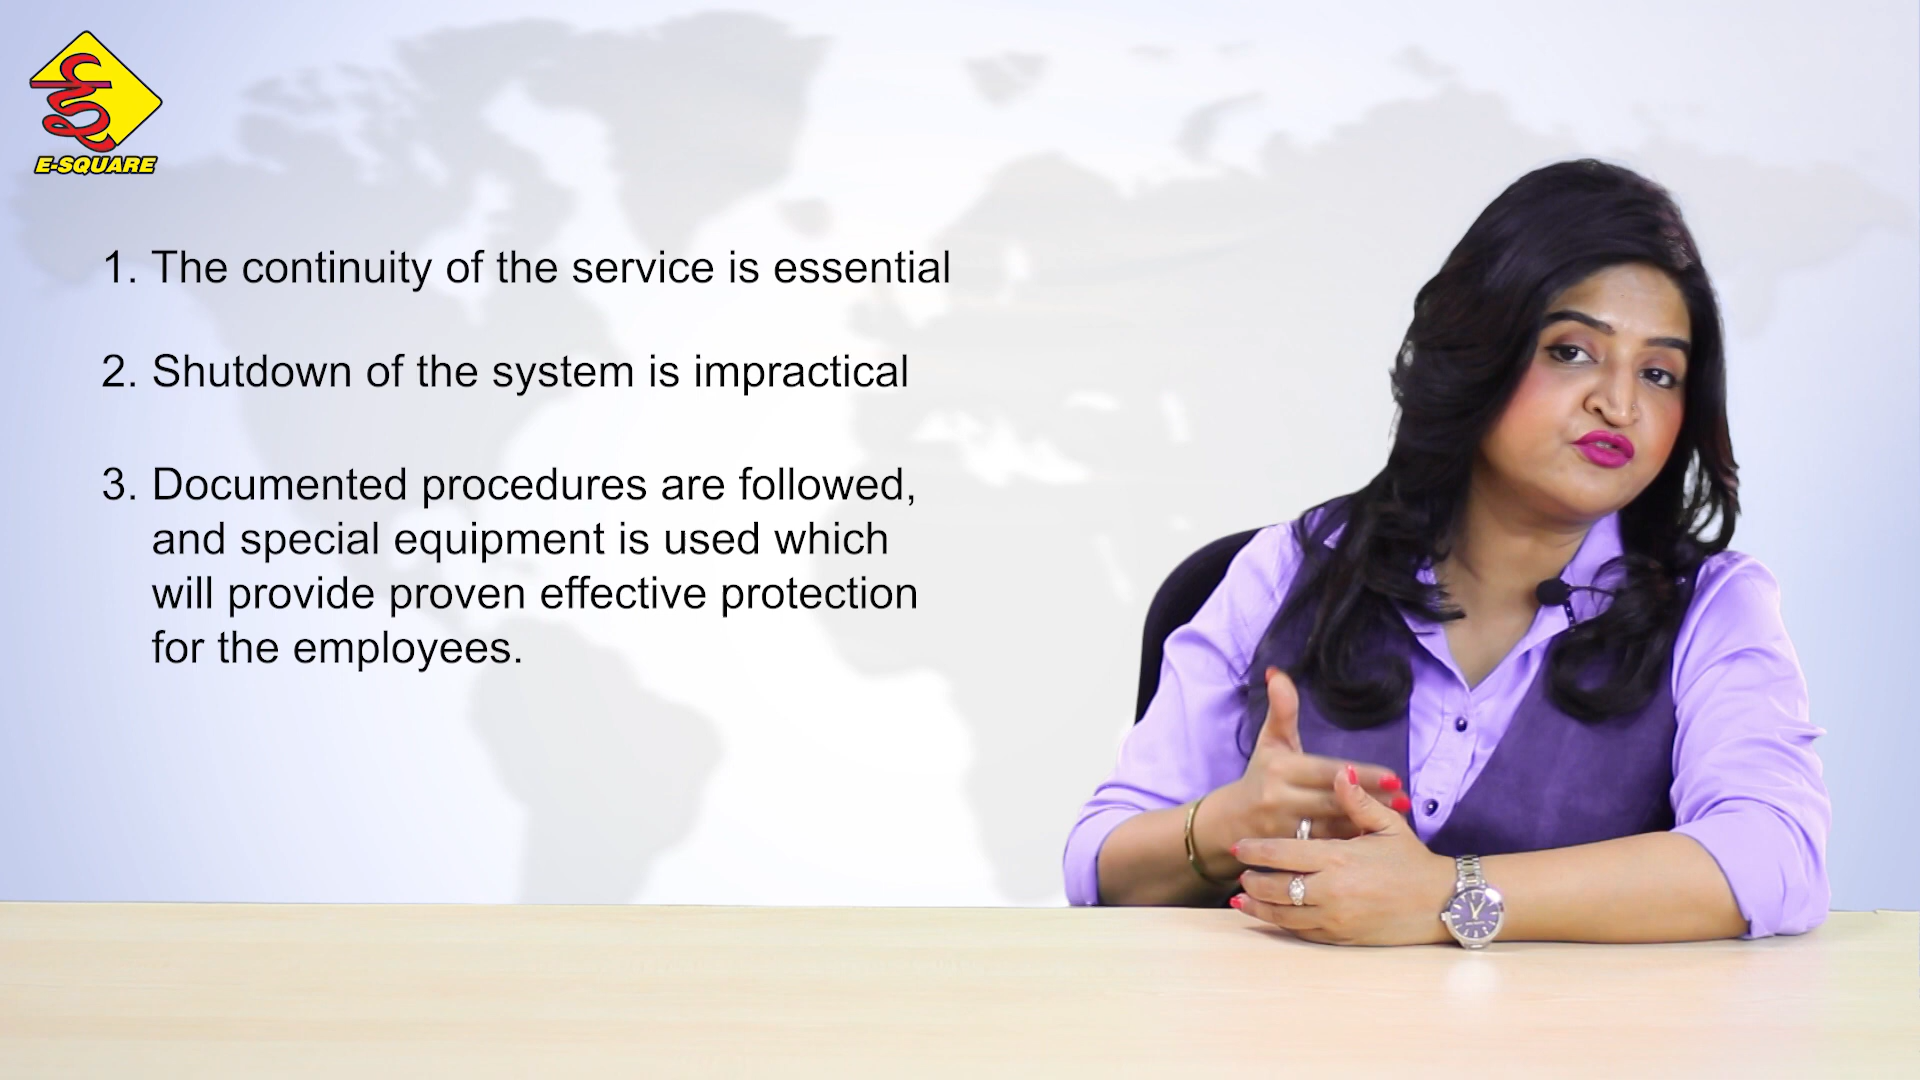 E-SQUARE
1. The continuity of the service is essential
2. Shutdown of the system is impractical
3. Documented procedures are followed,
and special equipment is used which
will provide proven effective protection
for the employees.